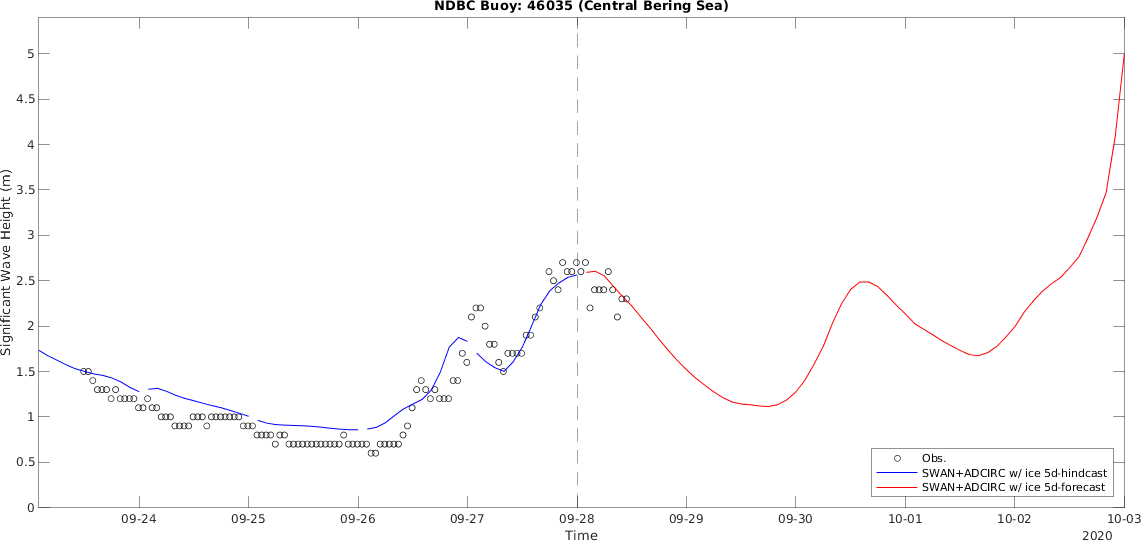 NDBC Buoy: 46035 (Central Bering Sea)
Significant Wave Height (m)
5
4.5
4
3.5
3
2.5
2
1.5
1
0.5
0
Obs.
SWAN+ADCIRC w/ ice 5d-hindcast
SWAN+ADCIRC w/ ice 5d-forecast
09-24 09-25 09-26 09-27 09-28 09-29 09-30 10-01 10-02 10-03
Time
2020